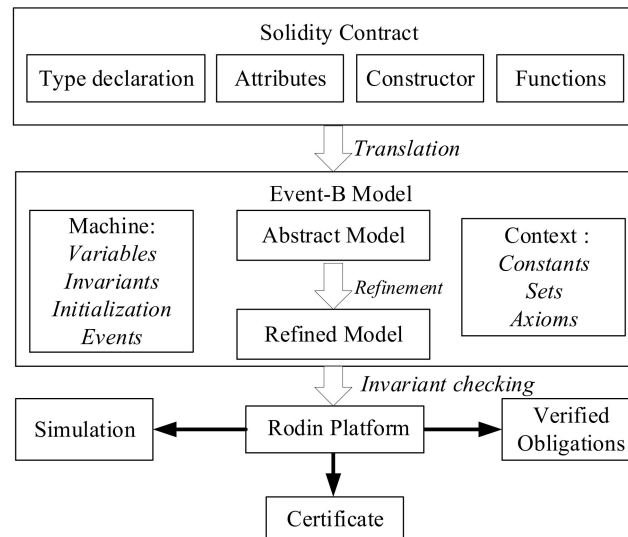 Solidity Contract
Type declaration
Attributes
Constructor
Functions
Translation
Event-B Model
Machine:
Variables
Invariants
Initialization
Events
Abstract Model
Refinement
Refined Model
Context :
Constants
Sets
Axioms
Invariant checking
Simulation
Rodin Platform
Verified
Obligations
Certificate